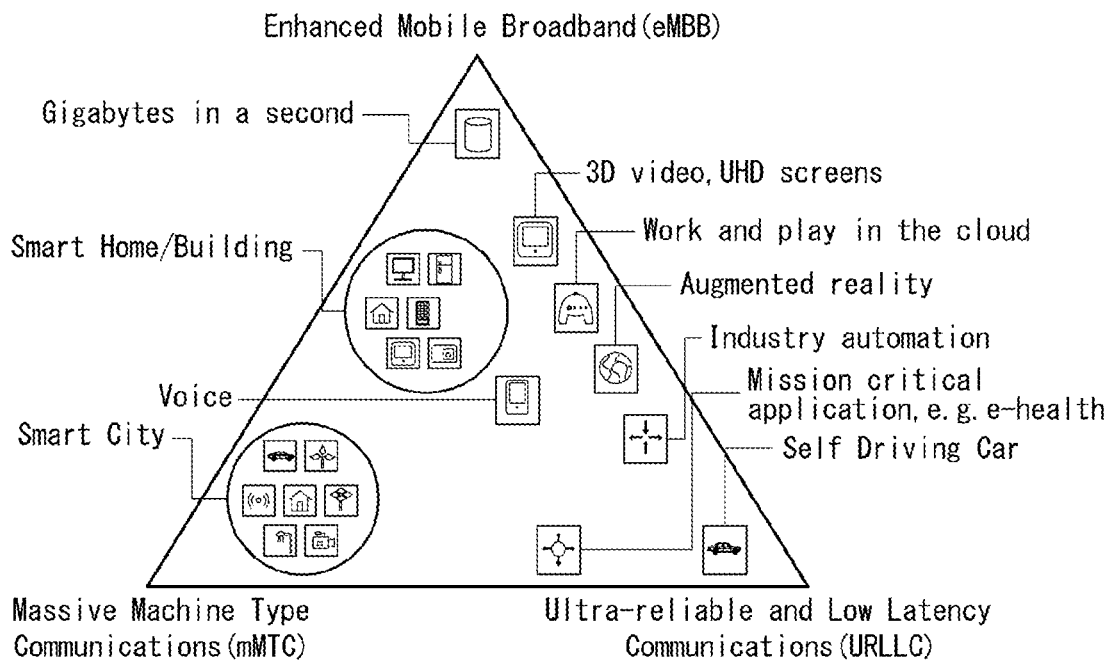 Enhanced Mobile Broadband(eMBB)
Gigabytes in a second
3D video, UHD screens
Smart Home/Building
Work and play in the cloud
Augmented reality
Industry automation
Voice
Mission critical
application, e.g. e-health
Smart City
Self Driving Car
Massive Machine Type
Communications(mMTC)
Ultra-reliable and Low Latency
Communications(URLLC)